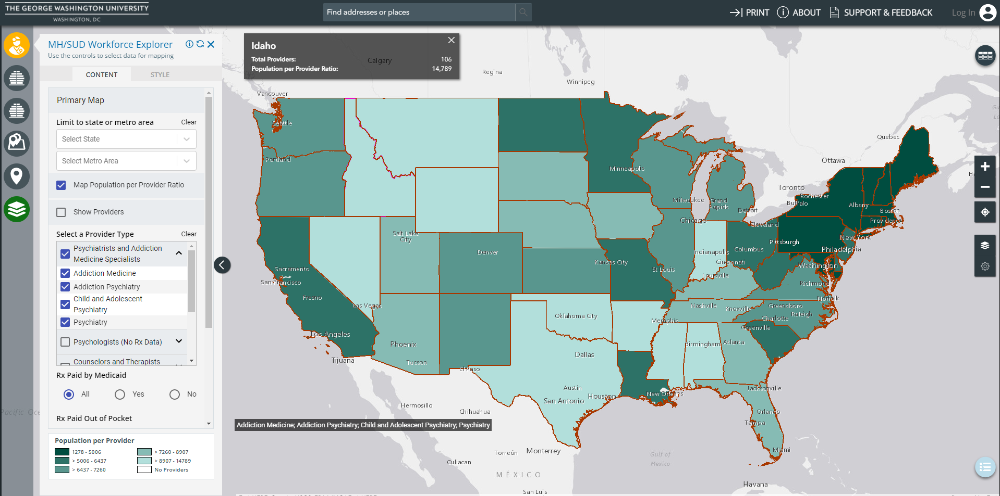 THE GEORGE WASHINGTON UNIVERSITY
WASHINGTON, DC
Find addresses or places
PRINT
ABOUT
SUPPORT & FEEDBACK
Log In
MH/SUD Workforce Explorer
Use the controls to select data for mapping
CONTENT
STYLE
Primary Map
Limit to state or metro area
Clear
Select State
Select Metro Area
Map Population per Provider Ratio
Show Providers
Select a Provider Type
Clear
Psychiatrists and Addiction
Medicine Specialists
Addiction Medicine
Addiction Psychiatry
Child and Adolescent
Psychiatry
Psychiatry
Psychologists (No Rx Data)
Counselors and Therapists
Rx Paid by Medicaid
All
Yes
No
Rx Paid Out of Pocket
Population per Provider
1278 - 5006
> 5006 - 6437
> 6437 - 7260
> 7260 - 8907
> 8907 - 14789
No Providers
Idaho
Total Providers: 106
Population per Provider Ratio: 14,789
Calgary
Regina
Winnipeg
Vancouver
Seattle
Portland
Quebec
Ottawa
Minneapolis
Toronto
Rochester
Buffalo
Milwaukee
Grand
Rapids
Detroit
Albany
Boston
Providence
Chicago
Cleveland
Salt Lake
City
New York
Pittsburgh
Philadelphia
Denver
Indianapolis
Columbus
Kansas City
Cincinnati
Washington
Sacramento
St Louis
Louisville
San Francisco
Richmond
Fresno
Norfolk
Las Vegas
Nashville
Knoxville
Greensboro
Oklahoma City
Memphis
Charlotte
Raleigh
Greenville
Los Angeles
Phoenix
Birmingham
Atlanta
Tijuana
Tucson
Dallas
El Paso
Austin
New Orleans
Jacksonville
Houston
San Antonio
Hermosillo
Chihuahua
Orlando
Tampa
Pacific Oce
Addiction Medicine; Addiction Psychiatry; Child and Adolescent Psychiatry; Psychiatry
Miami
Torreón
Monterrey
Gulf of
Mexico
Culiacan
MÉXICO
Havana
San Luis